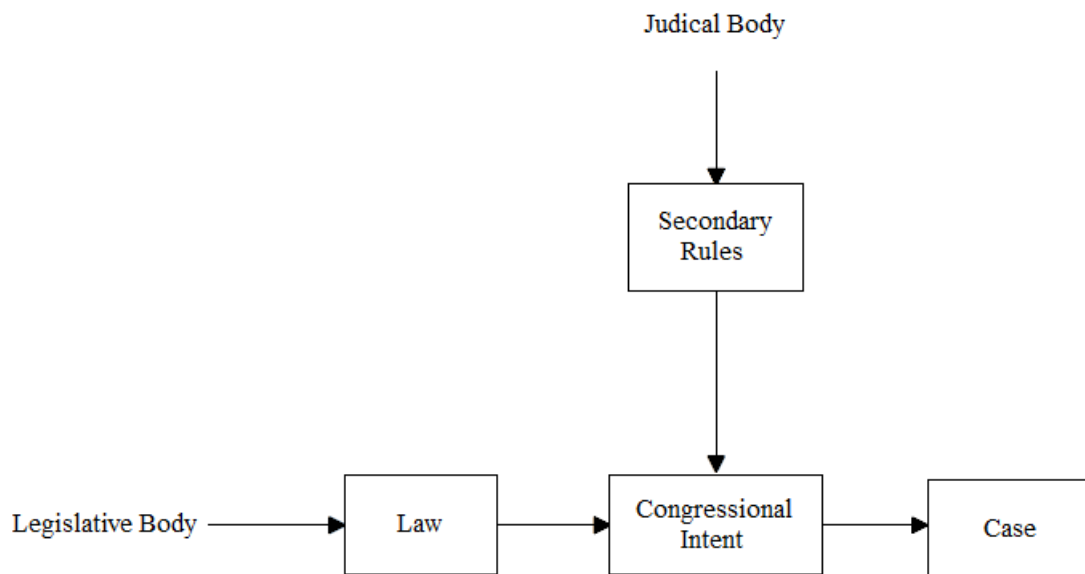 Judical Body
Secondary
Rules
Legislative Body
Law
Congressional
Intent
Case